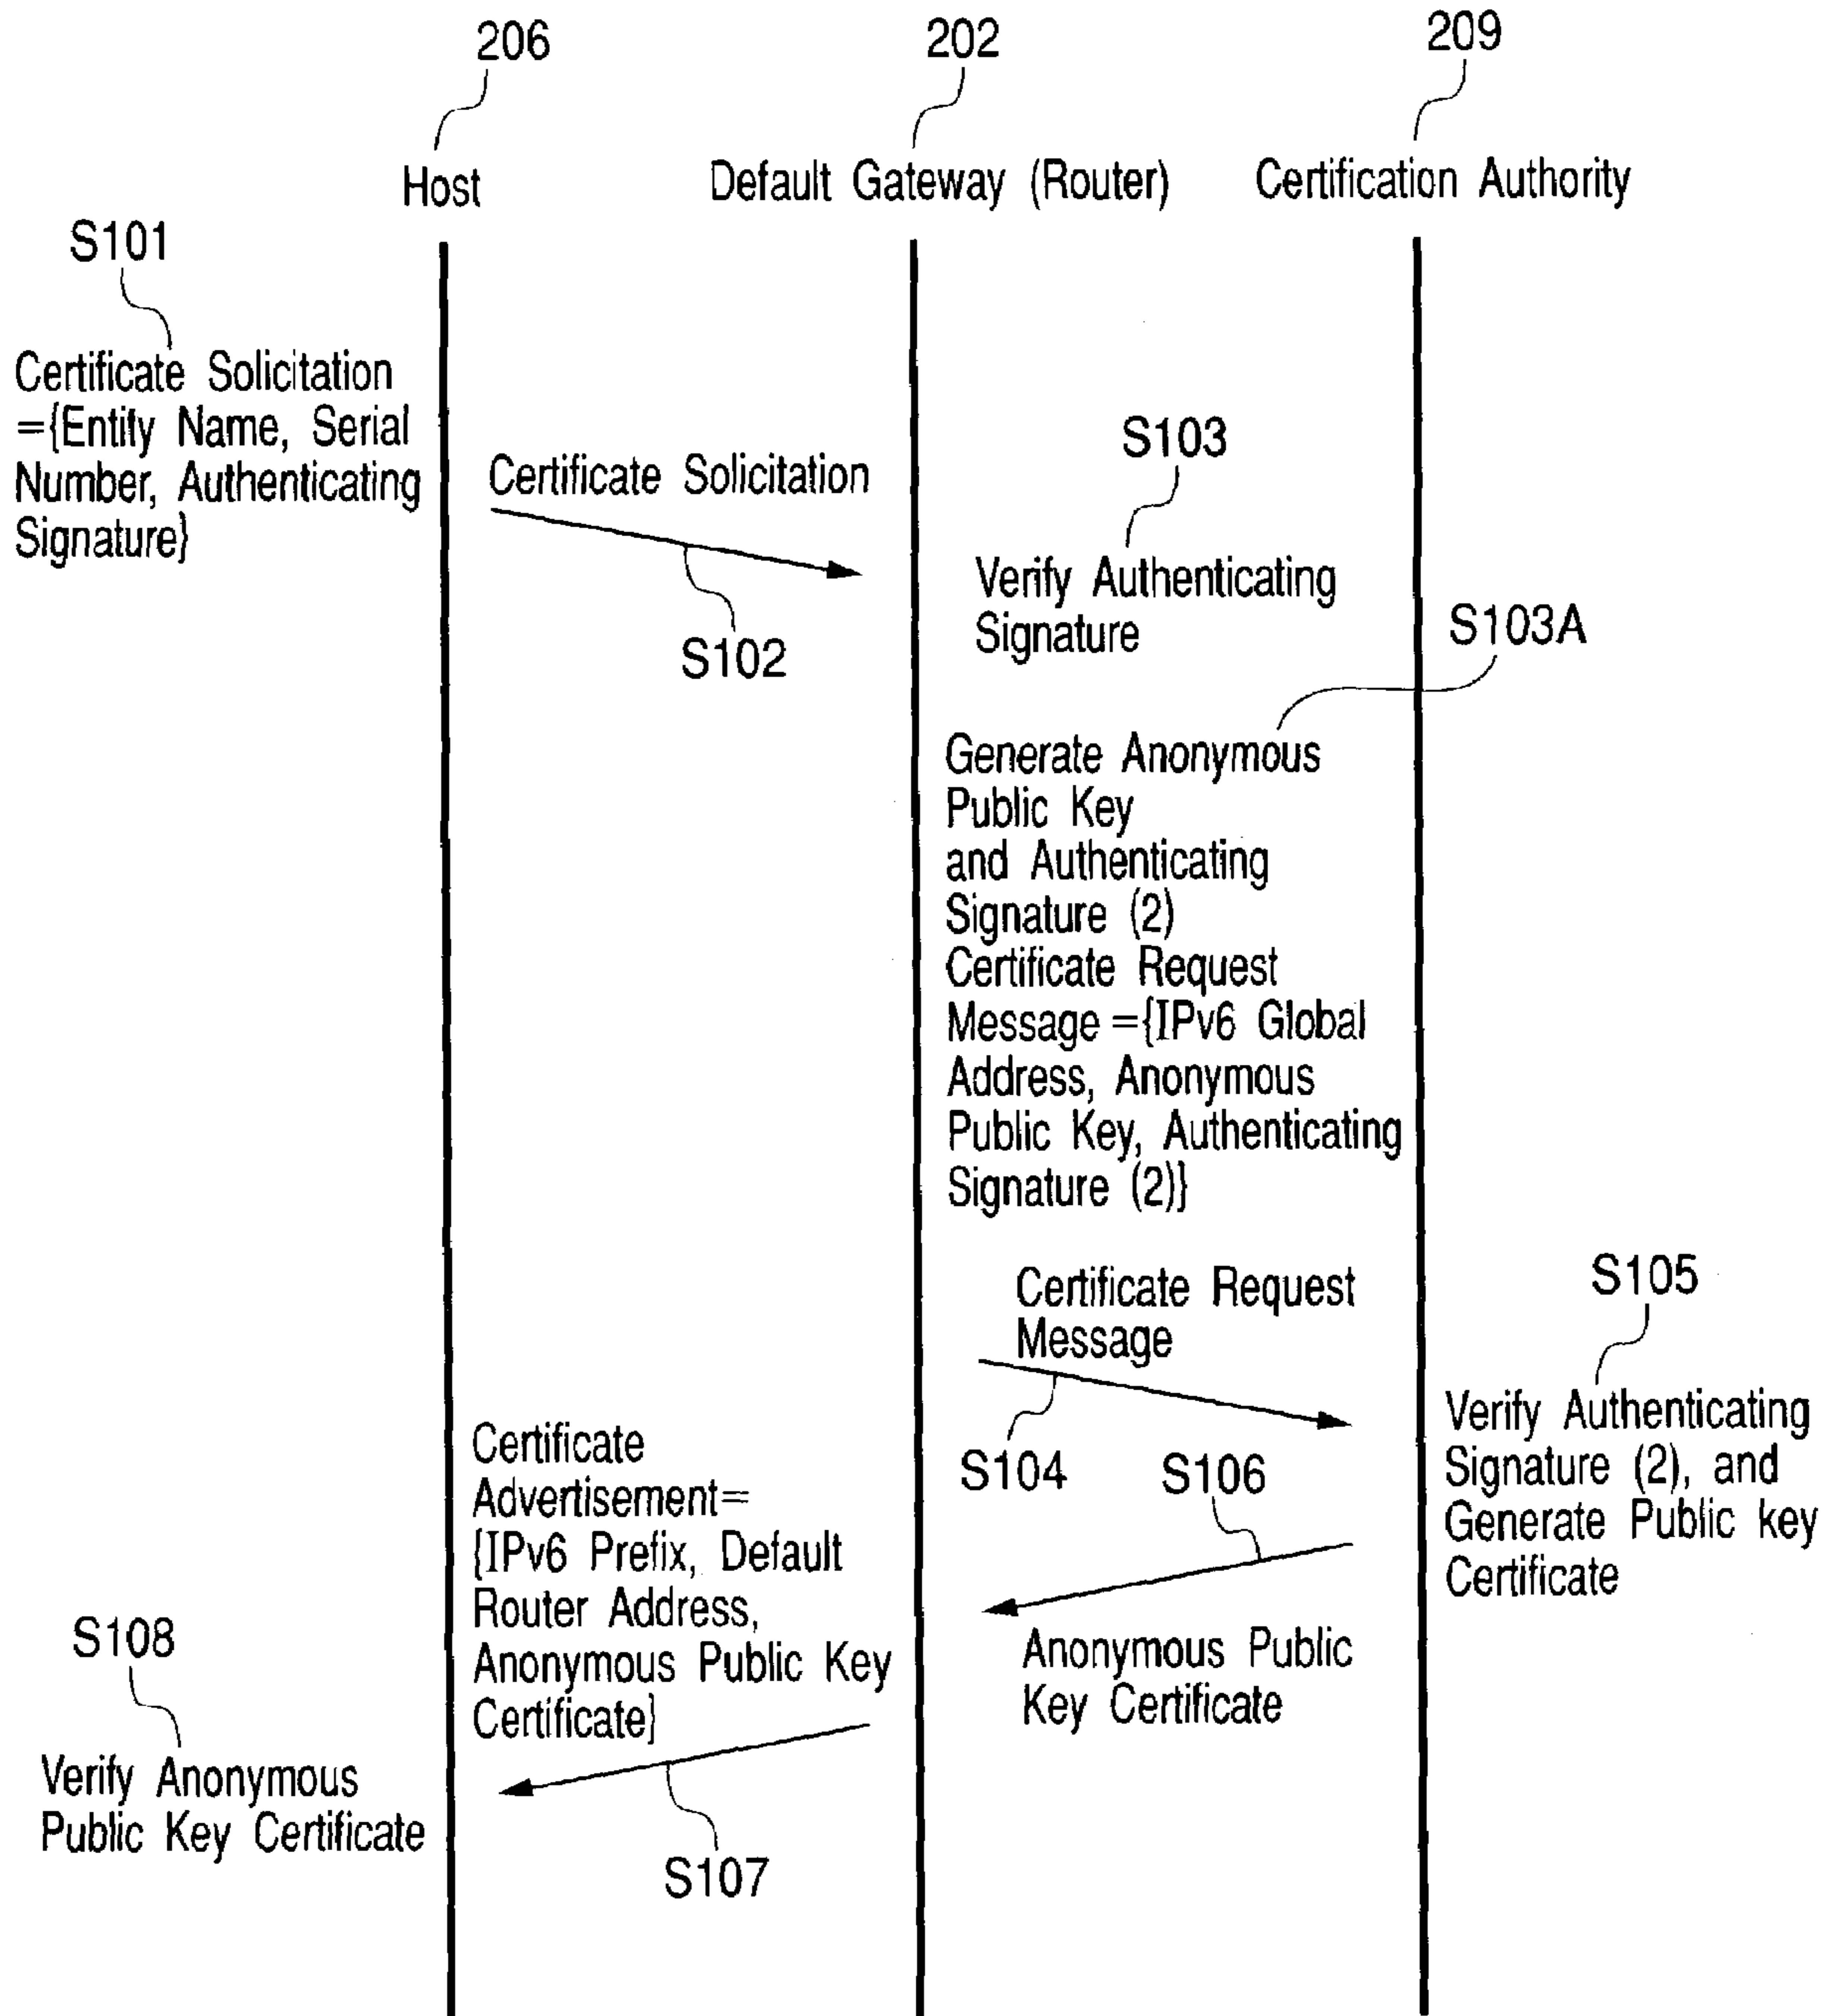 206
202
209
Host
Default Gateway (Router)
Certification Authority
S101
Certificate Solicitation
={Entity Name, Serial
Number, Authenticating
Signature}
Certificate Solicitation
S102
S103
Verify Authenticating
Signature
S103A
Generate Anonymous
Public Key
and Authenticating
Signature (2)
Certificate Request
Message={IPv6 Global
Address, Anonymous
Public Key, Authenticating
Signature (2)}
Certificate Request
Message
S104
S105
Verify Authenticating
Signature (2), and
Generate Public key
Certificate
S106
Anonymous Public
Key Certificate
Certificate
Advertisement=
{IPv6 Prefix, Default
Router Address,
Anonymous Public Key
Certificate}
S107
S108
Verify Anonymous
Public Key Certificate